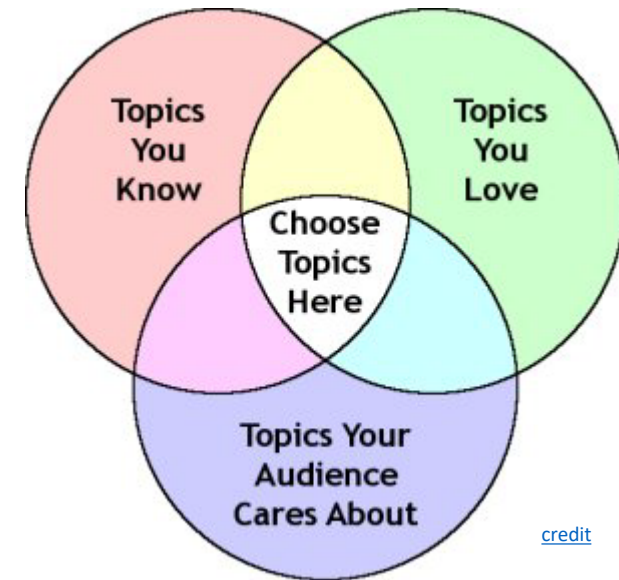 Topics
You
Know
Topics
You
Love
Choose
Topics
Here
Topics Your
Audience
Cares About
credit